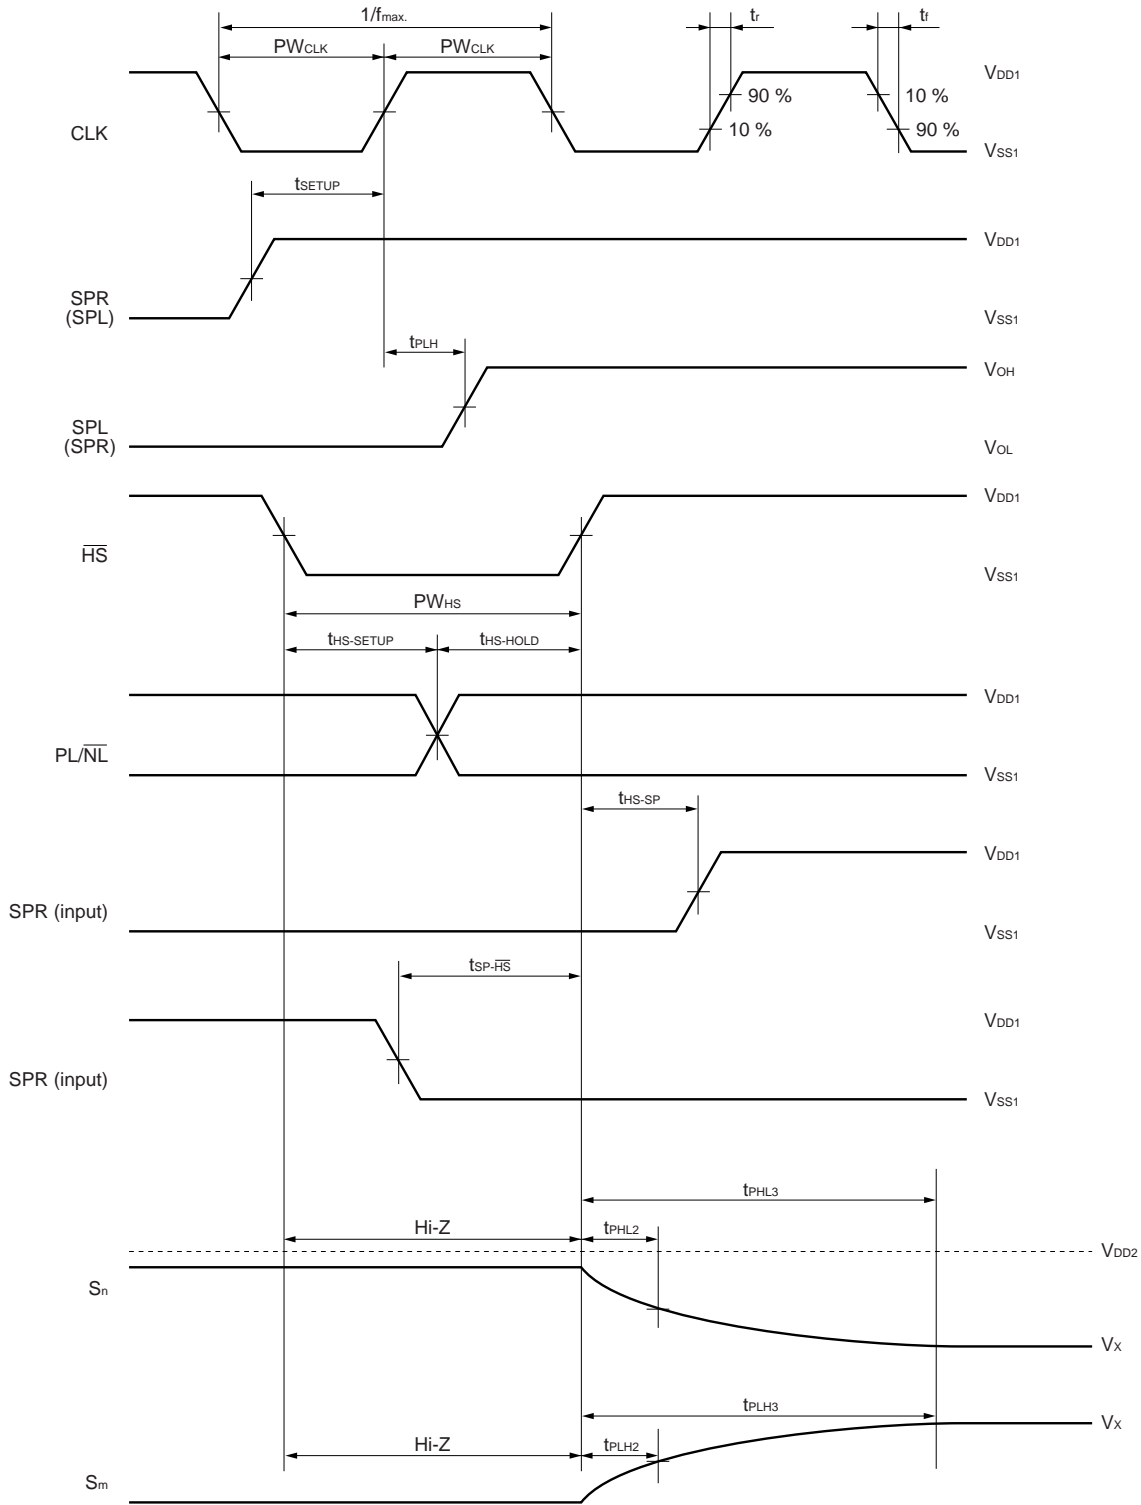 1/fmax.
tr
tf
PWCLK
PWCLK
VDD1
90 %
10 %
CLK
10 %
90 %
VSS1
tSETUP
VDD1
SPR
(SPL)
VSS1
tPLH
VOH
SPL
(SPR)
VOL
VDD1
HS
VSS1
PWHS
tHS-SETUP
tHS-HOLD
VDD1
PL/NL
VSS1
tHS-SP
VDD1
SPR (input)
VSS1
tSP-HS
VDD1
SPR (input)
VSS1
tPHL3
Hi-Z
tPHL2
VDD2
Sn
VX
tPLH3
VX
Hi-Z
tPLH2
Sm